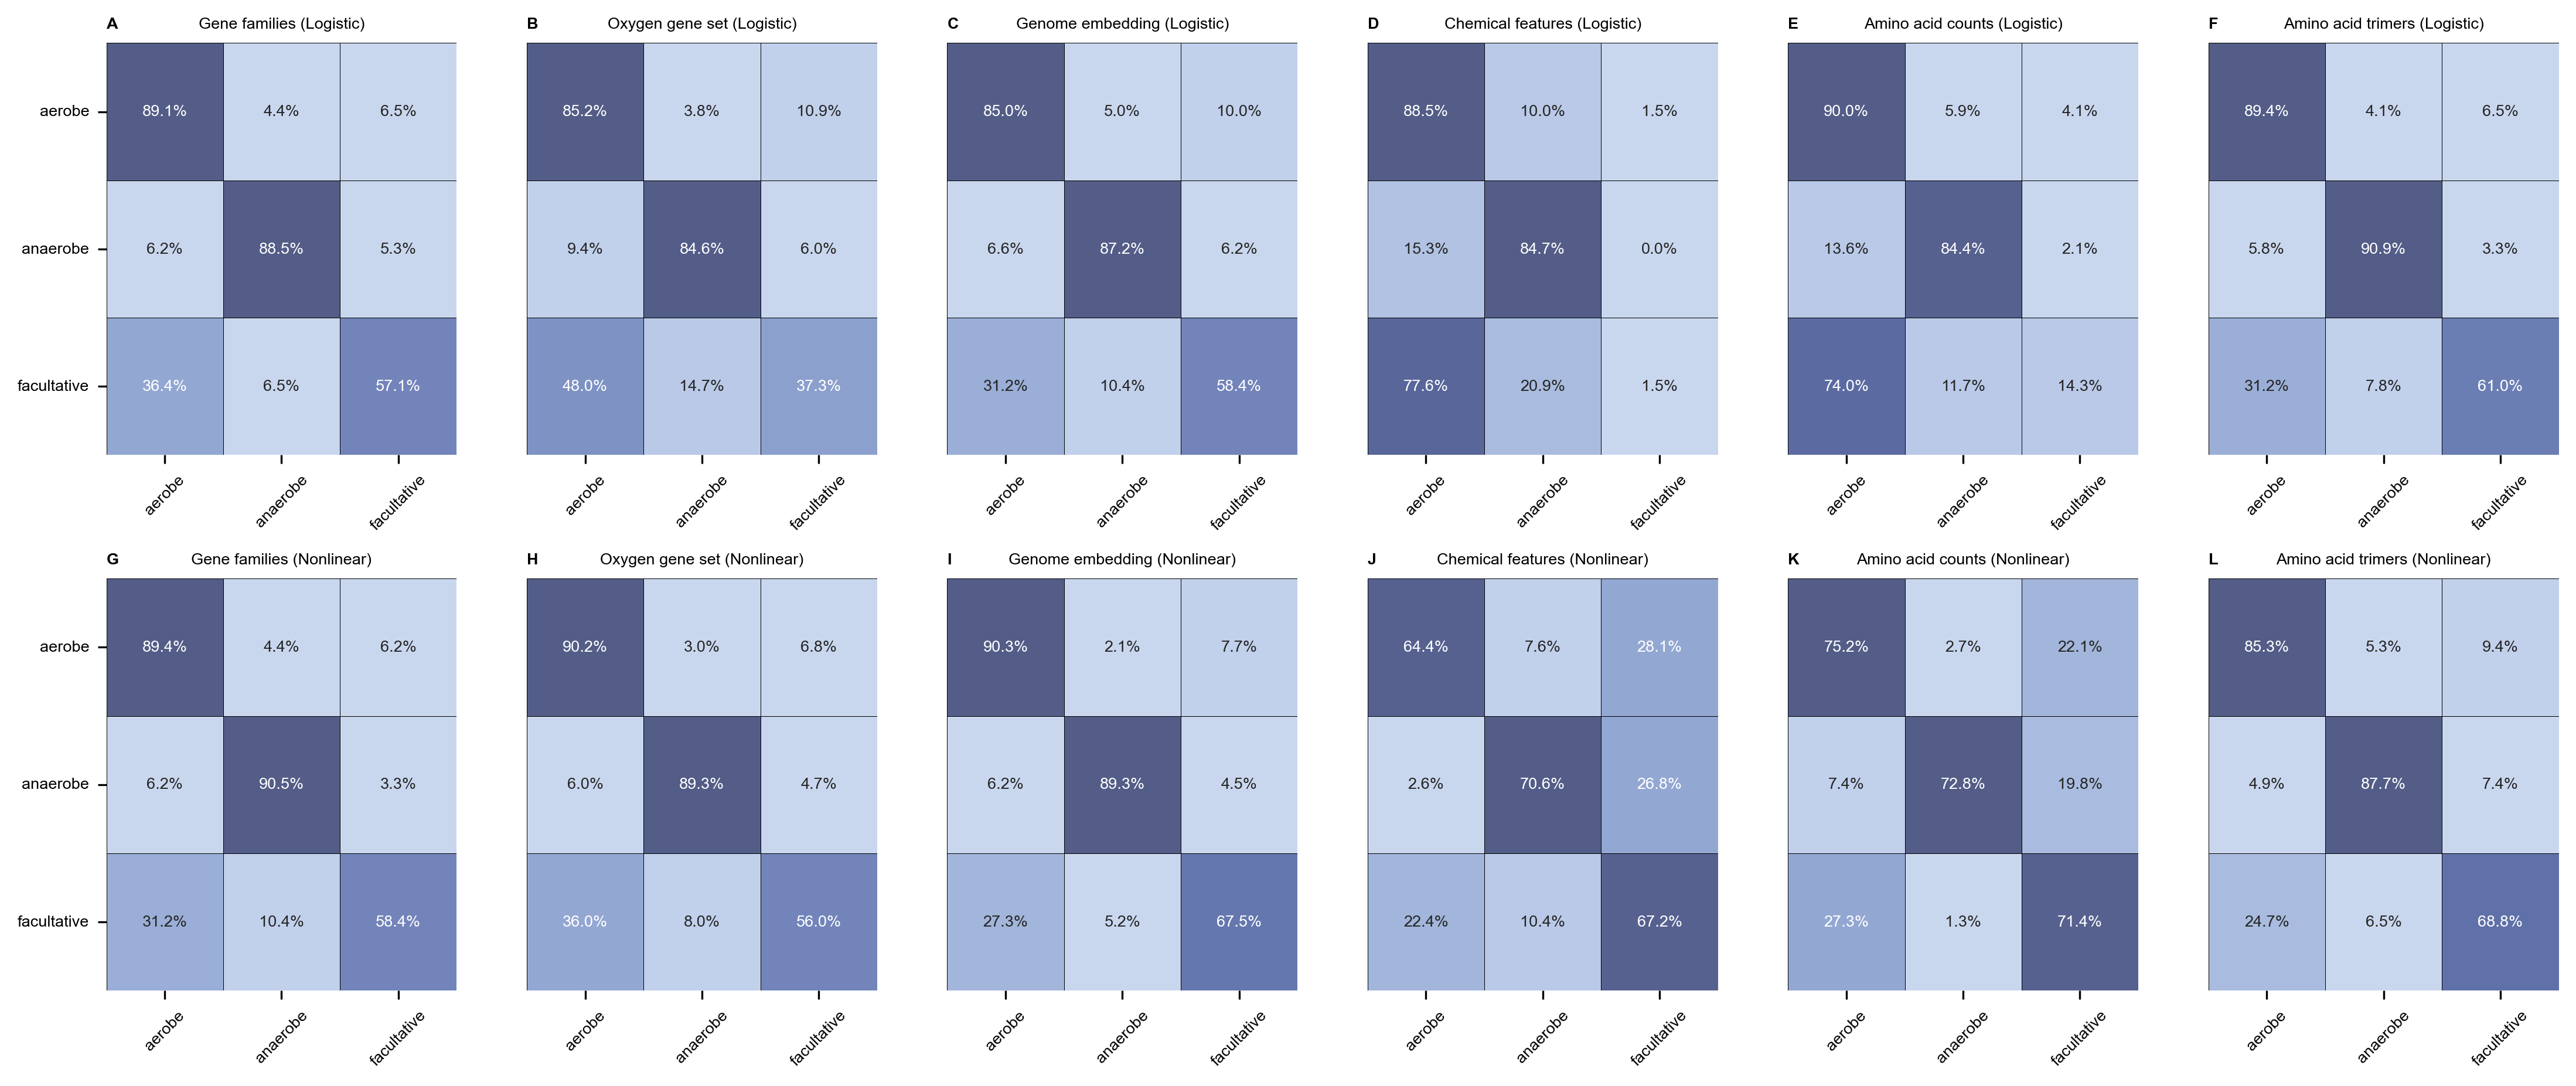 A Gene families (Logistic) B Oxygen gene set (Logistic) C Genome embedding (Logistic) D Chemical features (Logistic) E Amino acid counts (Logistic) F Amino acid trimers (Logistic)
aerobe 89.1% 4.4% 6.5% 85.2% 3.8% 10.9% 85.0% 5.0% 10.0% 88.5% 10.0% 1.5% 90.0% 5.9% 4.1% 89.4% 4.1% 6.5%
anaerobe 6.2% 88.5% 5.3% 9.4% 84.6% 6.0% 6.6% 87.2% 6.2% 15.3% 84.7% 0.0% 13.6% 84.4% 2.1% 5.8% 90.9% 3.3%
facultative 36.4% 6.5% 57.1% 48.0% 14.7% 37.3% 31.2% 10.4% 58.4% 77.6% 20.9% 1.5% 74.0% 11.7% 14.3% 31.2% 7.8% 61.0%
aerobe anaerobe facultative aerobe anaerobe facultative aerobe anaerobe facultative aerobe anaerobe facultative aerobe anaerobe facultative aerobe anaerobe facultative
G Gene families (Nonlinear) H Oxygen gene set (Nonlinear) I Genome embedding (Nonlinear) J Chemical features (Nonlinear) K Amino acid counts (Nonlinear) L Amino acid trimers (Nonlinear)
aerobe 89.4% 4.4% 6.2% 90.2% 3.0% 6.8% 90.3% 2.1% 7.7% 64.4% 7.6% 28.1% 75.2% 2.7% 22.1% 85.3% 5.3% 9.4%
anaerobe 6.2% 90.5% 3.3% 6.0% 89.3% 4.7% 6.2% 89.3% 4.5% 2.6% 70.6% 26.8% 7.4% 72.8% 19.8% 4.9% 87.7% 7.4%
facultative 31.2% 10.4% 58.4% 36.0% 8.0% 56.0% 27.3% 5.2% 67.5% 22.4% 10.4% 67.2% 27.3% 1.3% 71.4% 24.7% 6.5% 68.8%
aerobe anaerobe facultative aerobe anaerobe facultative aerobe anaerobe facultative aerobe anaerobe facultative aerobe anaerobe facultative aerobe anaerobe facultative